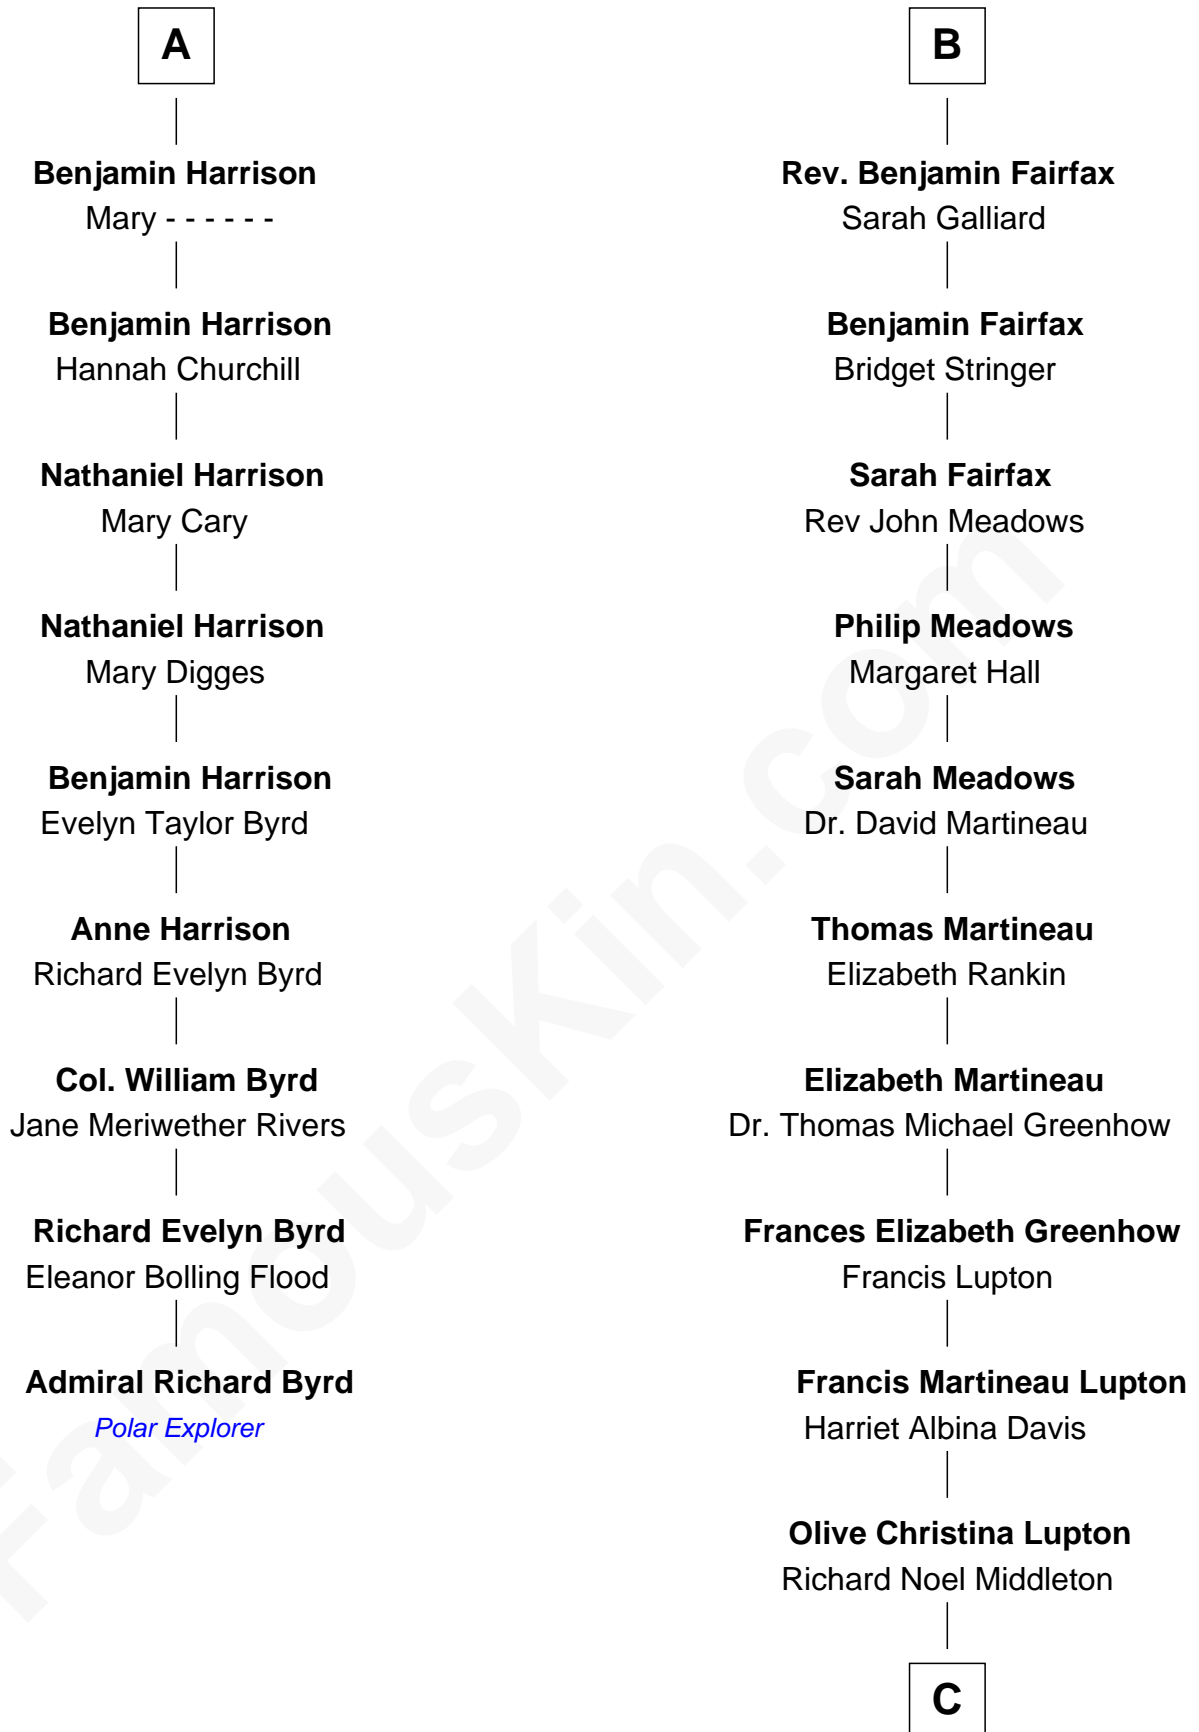 A
Benjamin Harrison
Mary - - - - - -
Benjamin Harrison
Hannah Churchill
Nathaniel Harrison
Mary Cary
Nathaniel Harrison
Mary Digges
Benjamin Harrison
Evelyn Taylor Byrd
Anne Harrison
Richard Evelyn Byrd
Col. William Byrd
Jane Meriwether Rivers
Richard Evelyn Byrd
Eleanor Bolling Flood
Admiral Richard Byrd
Polar Explorer
B
Rev. Benjamin Fairfax
Sarah Galliard
Benjamin Fairfax
Bridget Stringer
Sarah Fairfax
Rev John Meadows
Philip Meadows
Margaret Hall
Sarah Meadows
Dr. David Martineau
Thomas Martineau
Elizabeth Rankin
Elizabeth Martineau
Dr. Thomas Michael Greenhow
Frances Elizabeth Greenhow
Francis Lupton
Francis Martineau Lupton
Harriet Albina Davis
Olive Christina Lupton
Richard Noel Middleton
C
FamousKin.com